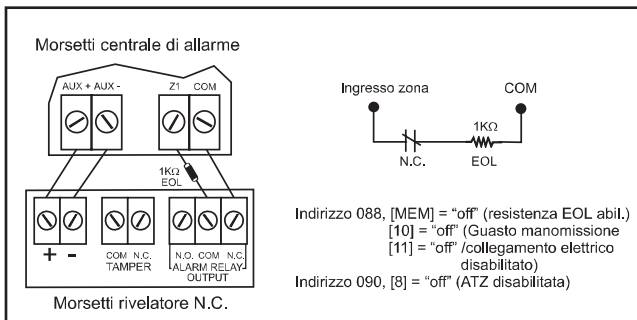 Morsetti centrale di allarme
AUX + AUX - Z1 COM
1KΩ
EOL
N.O. COM N.C.
COM N.C.
+ -
TAMPER
ALARM RELAY
OUTPUT
Morsetti rivelatore N.C.
Ingresso zona COM
1KΩ
N.C. EOL
Indirizzo 088, [MEM] = “off” (resistenza EOL abil.)
[10] = “off” (Guasto manomissione
[11] = “off” /collegamento elettrico
disabilitato)
Indirizzo 090, [8] = “off” (ATZ disabilitata)